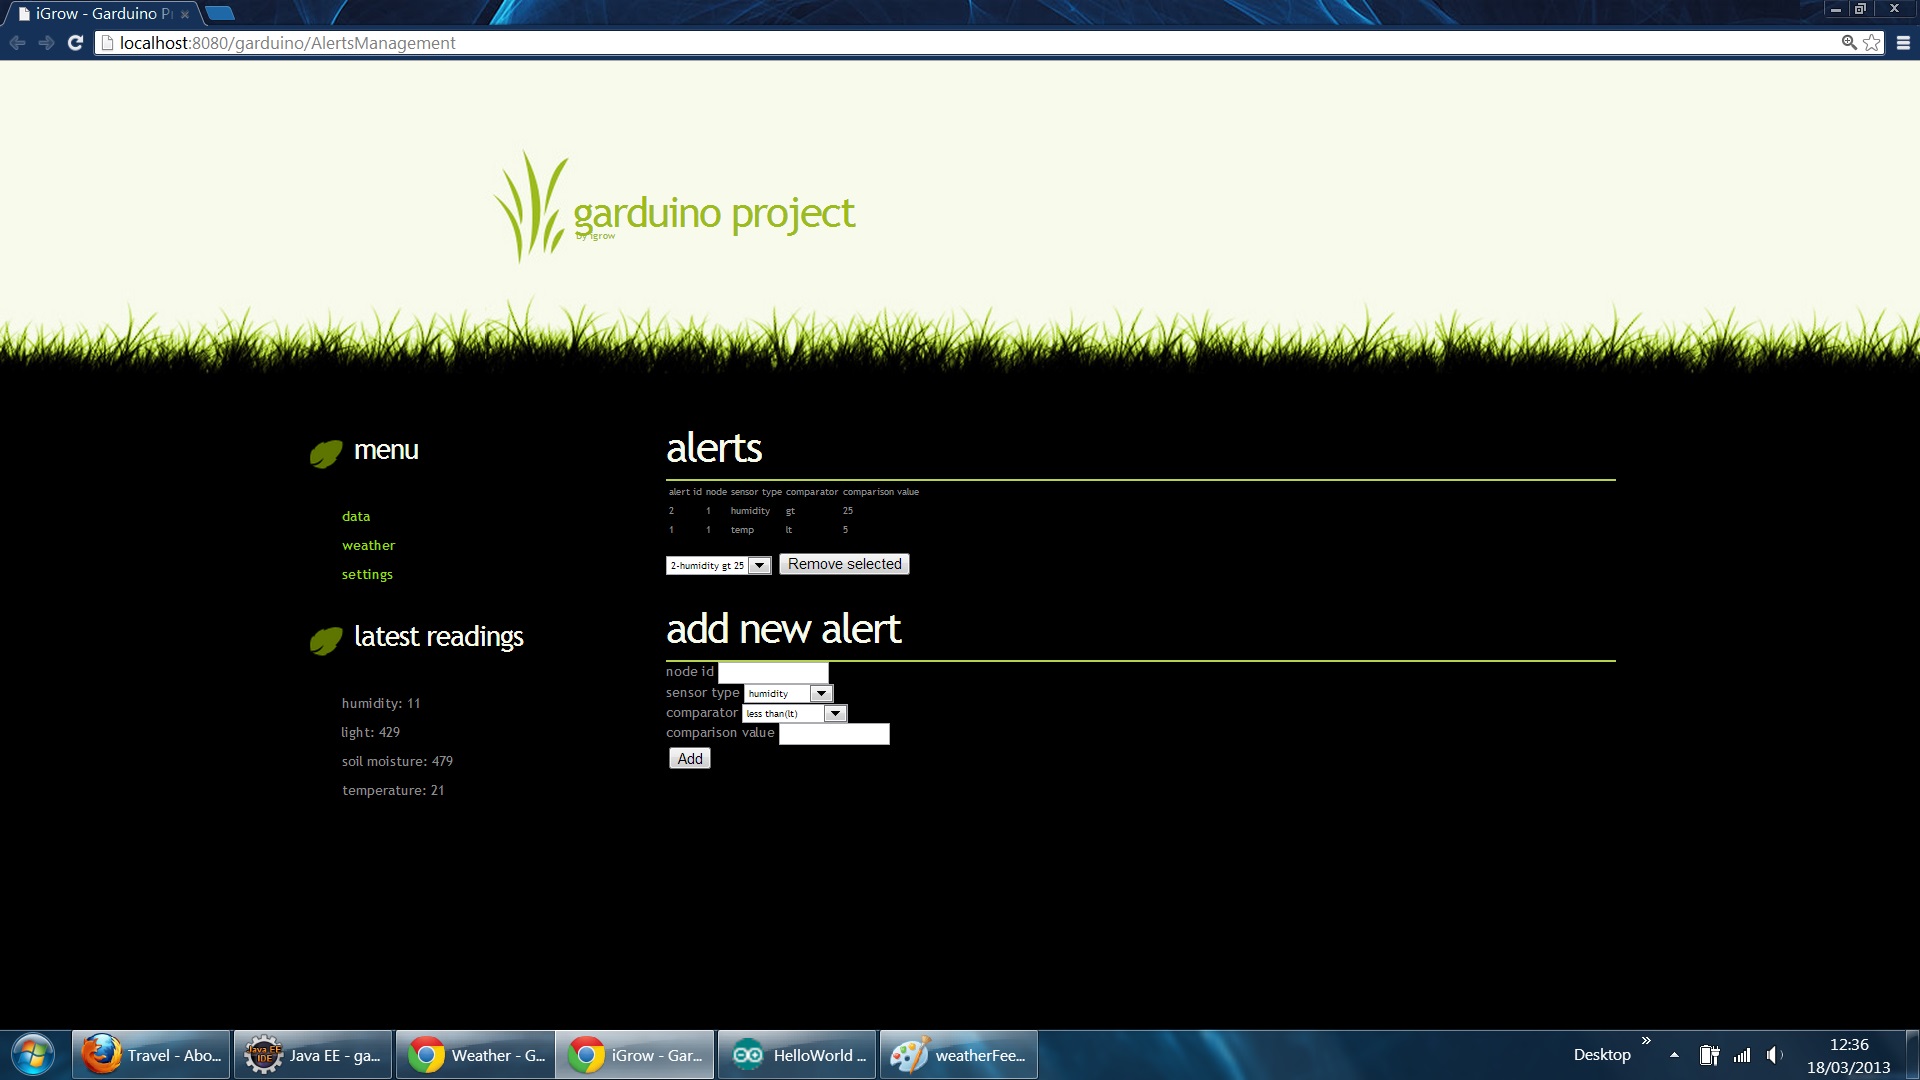 iGrow - Garduino Pr
localhost:8080/garduino/AlertsManagement
garduino project
by igrow
menu
data
weather
settings
latest readings
humidity: 11
light: 429
soil moisture: 479
temperature: 21
alerts
alert id node sensor type comparator comparison value
2 1 humidity gt 25
1 1 temp lt 5
2-humidity gt 25 Remove selected
add new alert
node id
sensor type humidity
comparator less than(lt)
comparison value
Add
Travel - Abo... Java EE - ga... Weather - G... iGrow - Gar... HelloWorld ... weatherFee... Desktop » 12:36
Java EE
IDE
18/03/2013